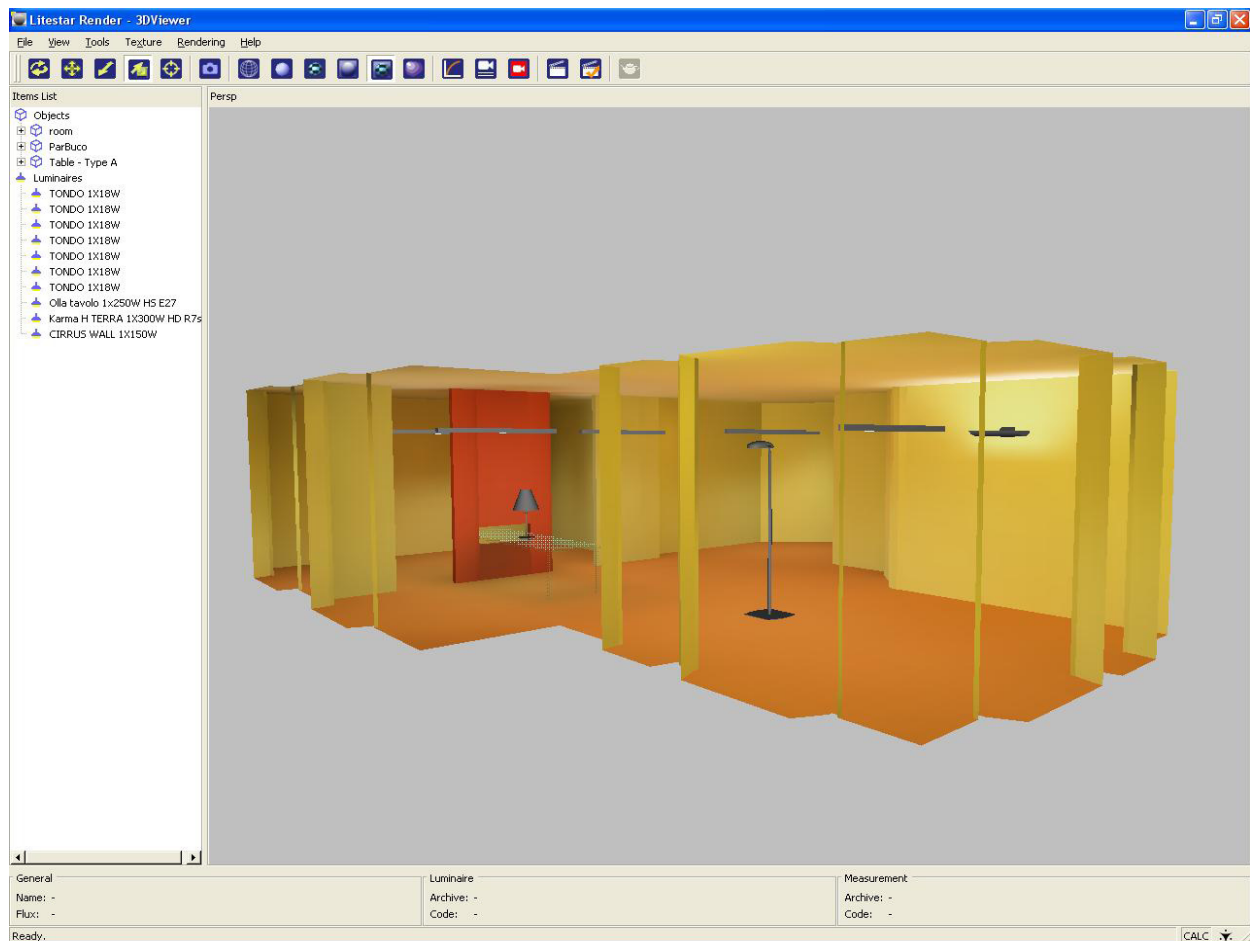 Litestar Render - 3DViewer
File View Tools Texture Rendering Help
Items List
Persp
Objects
room
ParBuco
Table - Type A
Luminaires
TONDO 1X18W
TONDO 1X18W
TONDO 1X18W
TONDO 1X18W
TONDO 1X18W
TONDO 1X18W
TONDO 1X18W
Olla tavolo 1x250W HS E27
Karma H TERRA 1X300W HD R7s
CIRRUS WALL 1X150W
General
Name: -
Flux: -
Luminaire
Archive: -
Code: -
Measurement
Archive: -
Code: -
Ready.
CALC